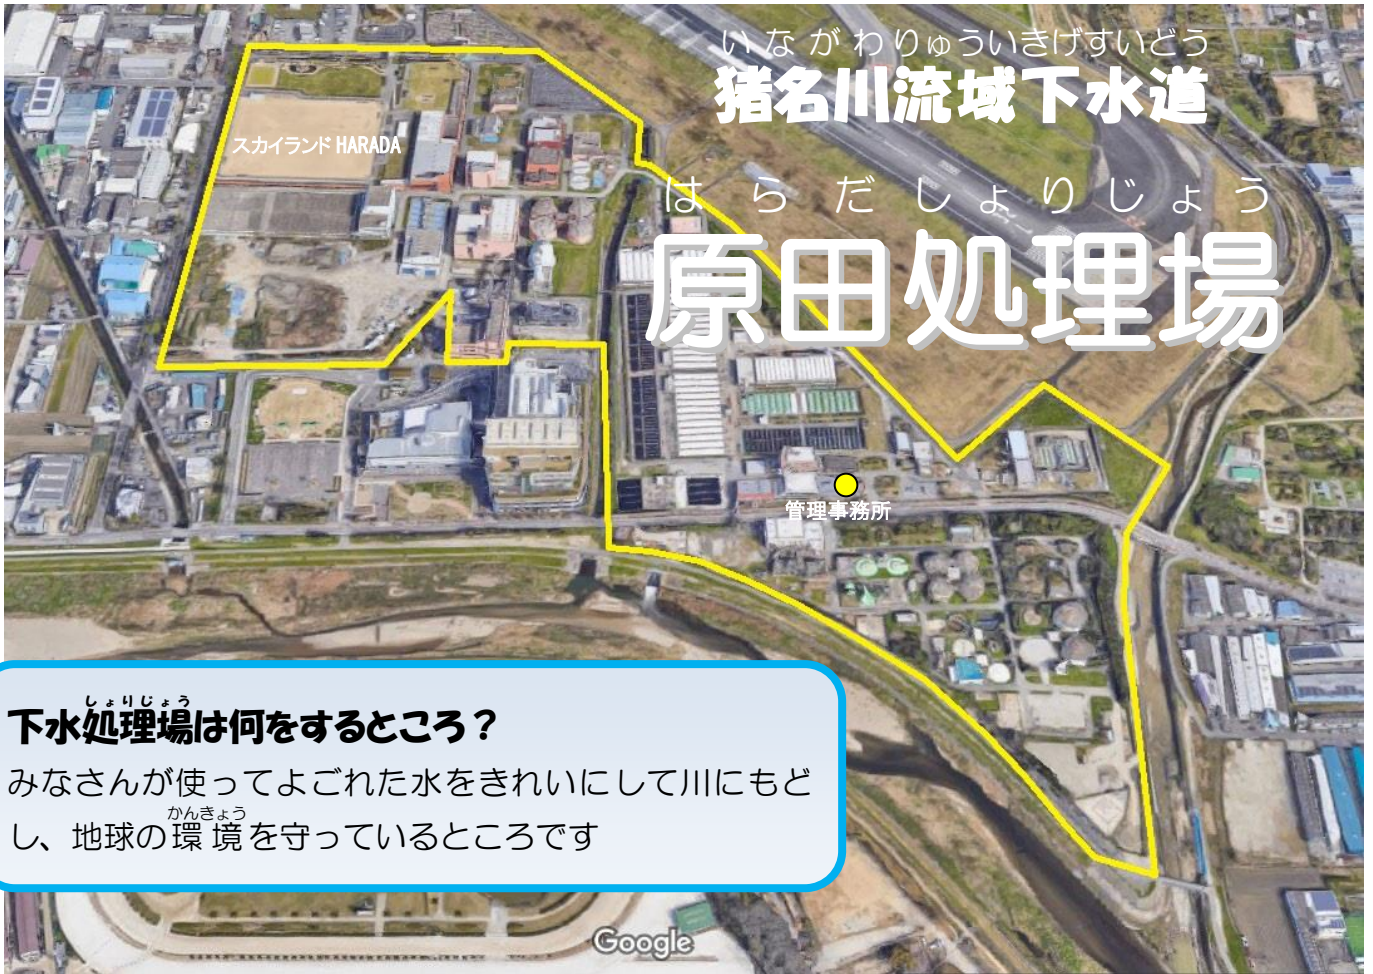 いながわりゅういきげすいどう
猪名川流域下水道
はらだしょりじょう
原田処理場
スカイランド HARADA
管理事務所
しょりじょう
下水処理場は何をするところ？
みなさんが使ってよごれた水をきれいにして川にもど
かんきょう
し、地球の環境を守っているところです
Google